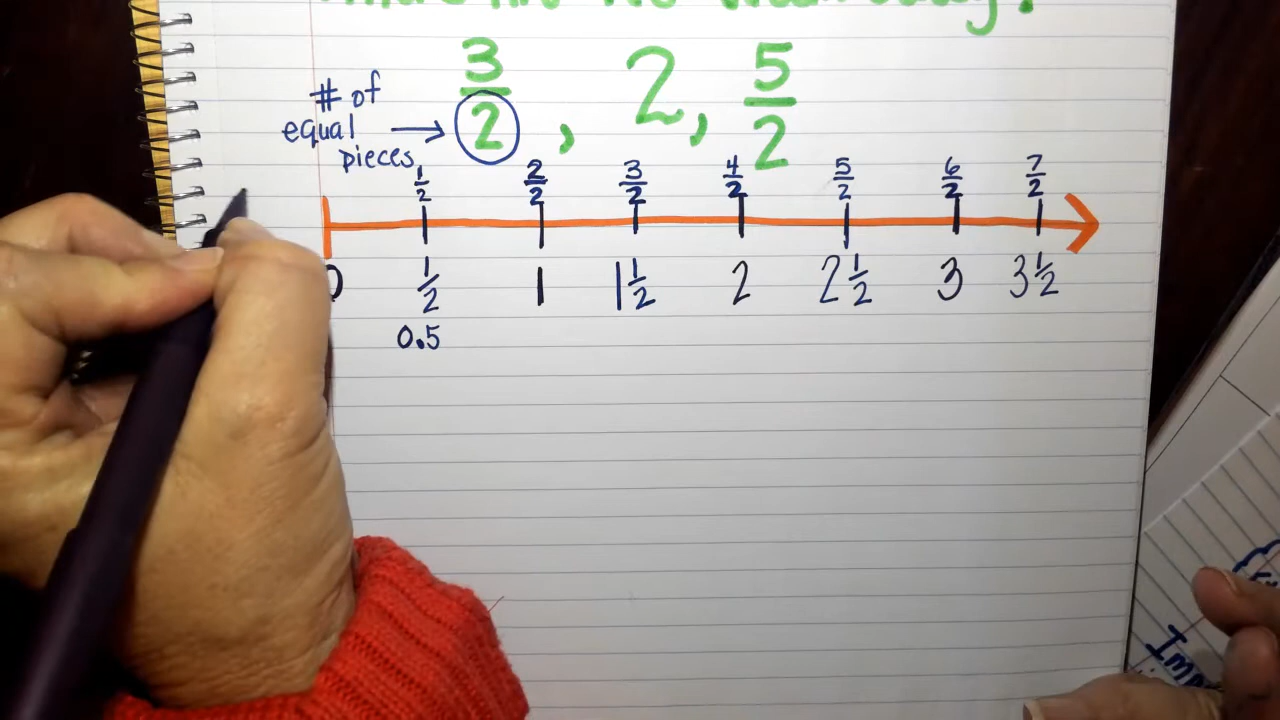 3/2, 2, 5/2
# of
equal →
pieces
1/2 2/2 3/2 4/2 5/2 6/2 7/2
0 1/2 1 1 1/2 2 2 1/2 3 3 1/2
0.5